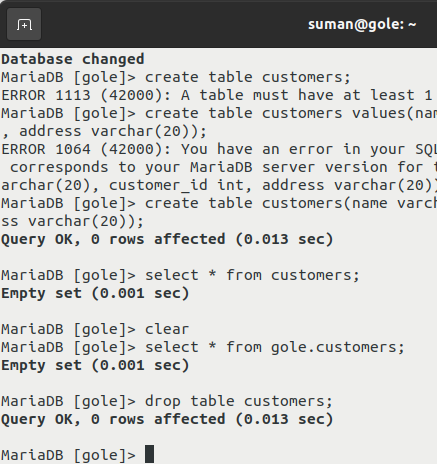 suman@gole: ~
Database changed
MariaDB [gole]> create table customers;
ERROR 1113 (42000): A table must have at least 1
MariaDB [gole]> create table customers values(nam
, address varchar(20));
ERROR 1064 (42000): You have an error in your SQL
corresponds to your MariaDB server version for t
archar(20), customer_id int, address varchar(20))
MariaDB [gole]> create table customers(name varch
ss varchar(20));
Query OK, 0 rows affected (0.013 sec)
MariaDB [gole]> select * from customers;
Empty set (0.001 sec)
MariaDB [gole]> clear
MariaDB [gole]> select * from gole.customers;
Empty set (0.001 sec)
MariaDB [gole]> drop table customers;
Query OK, 0 rows affected (0.013 sec)
MariaDB [gole]>